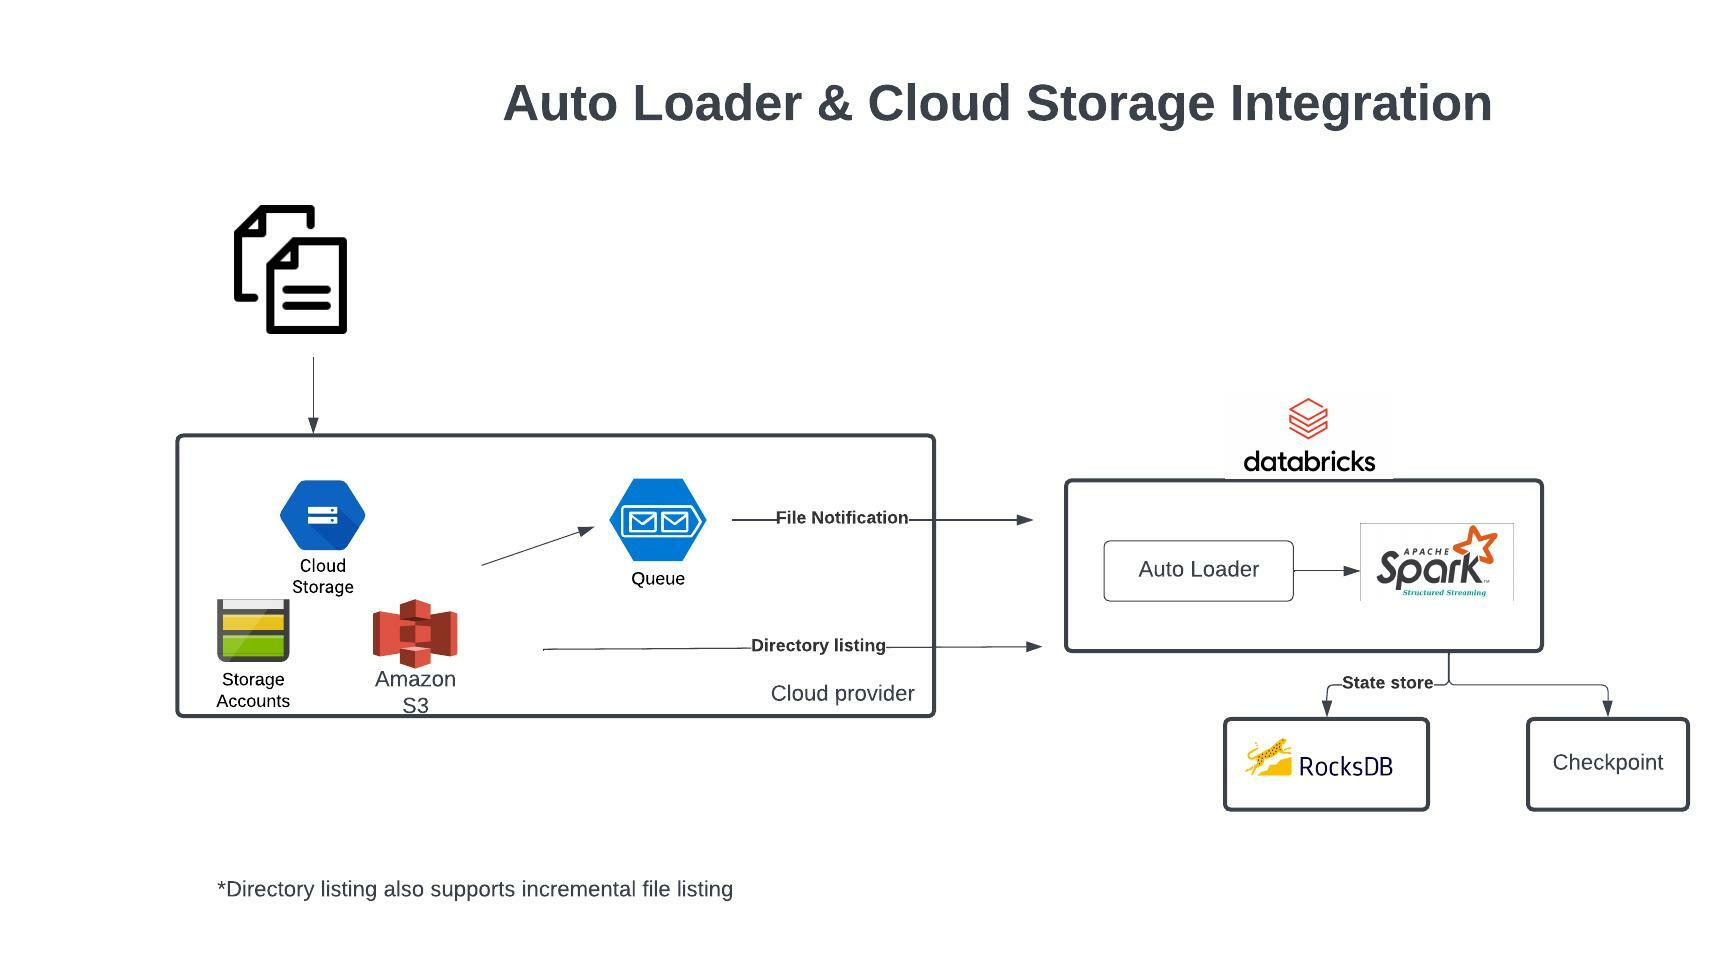 Auto Loader & Cloud Storage Integration
databricks
Cloud
Storage
Queue
File Notification
Auto Loader
APACHE
Spark™
Structured Streaming
Storage
Accounts
Amazon
S3
Directory listing
Cloud provider
State store
RocksDB
Checkpoint
*Directory listing also supports incremental file listing